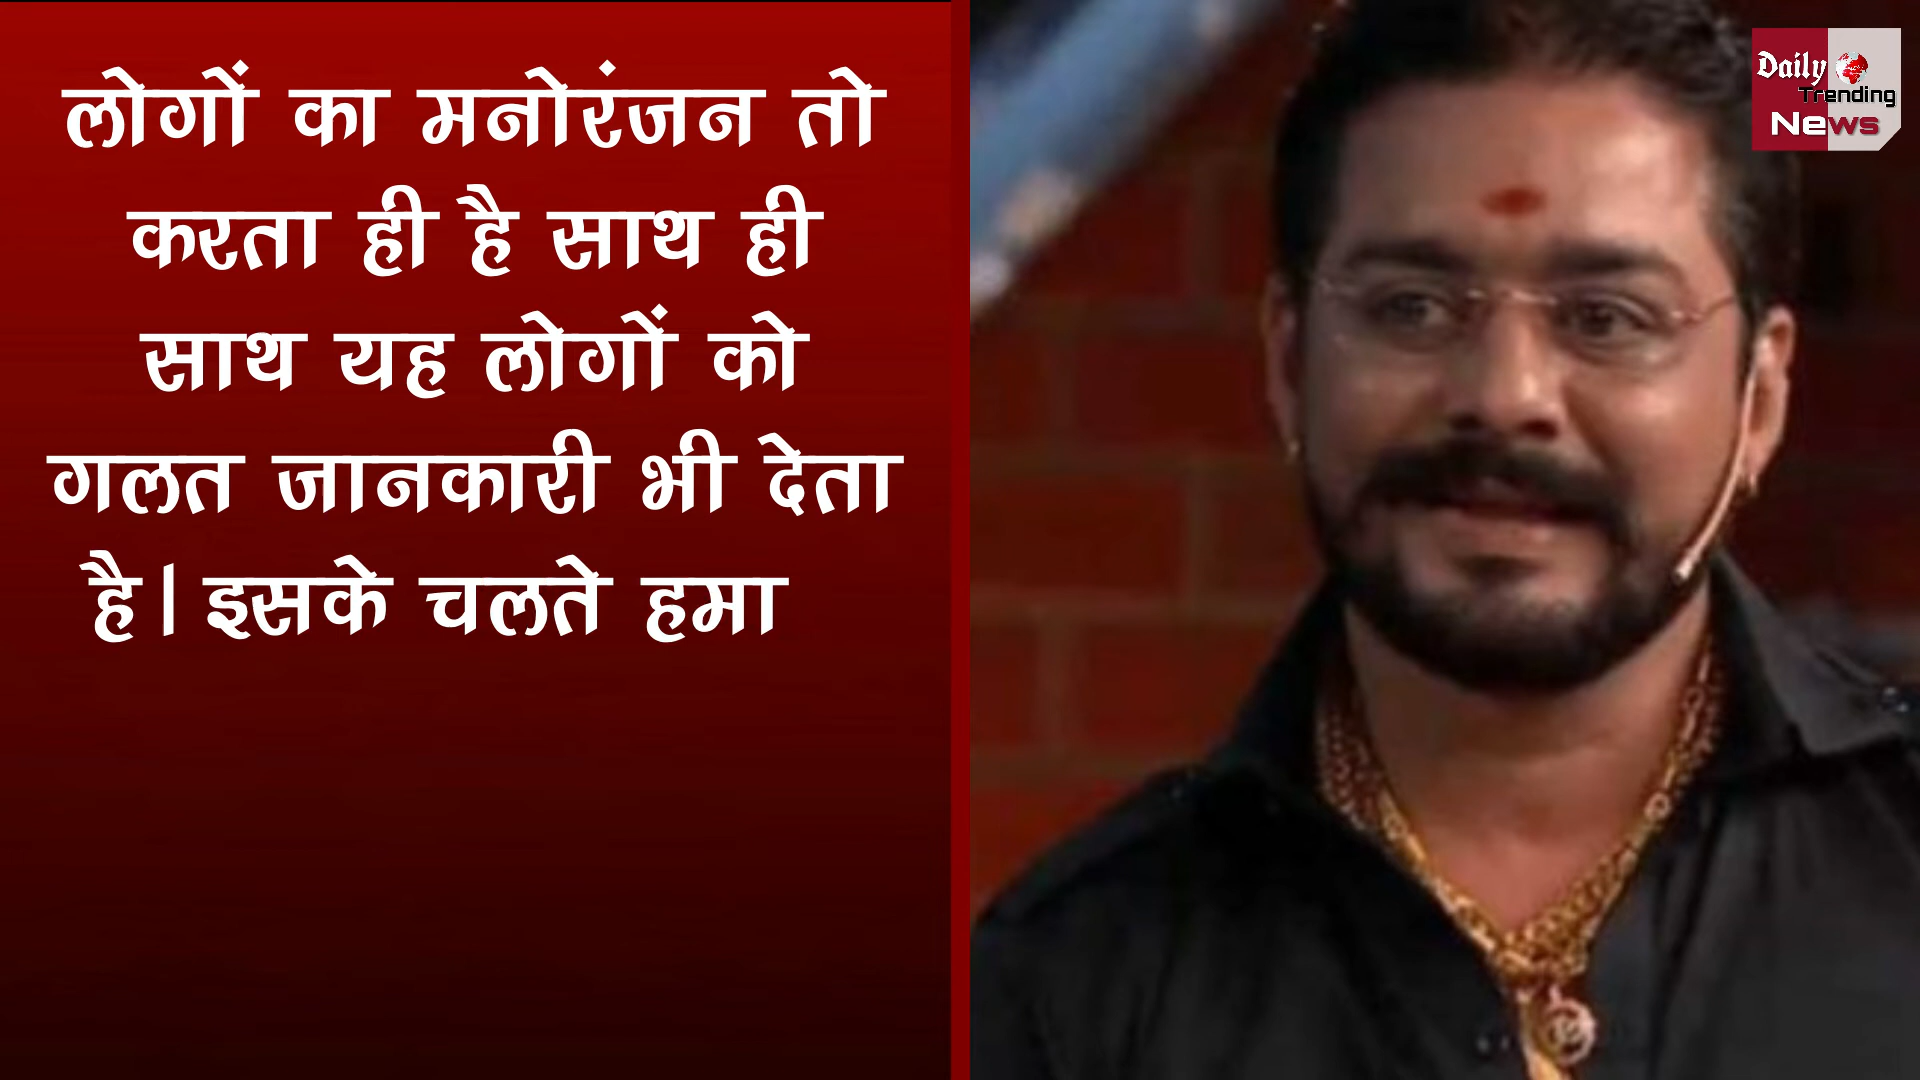 लोगों का मनोरंजन तो
करता ही है साथ ही
साथ यह लोगों को
गलत जानकारी भी देता
है। इसके चलते हमा
Daily
Trending
News